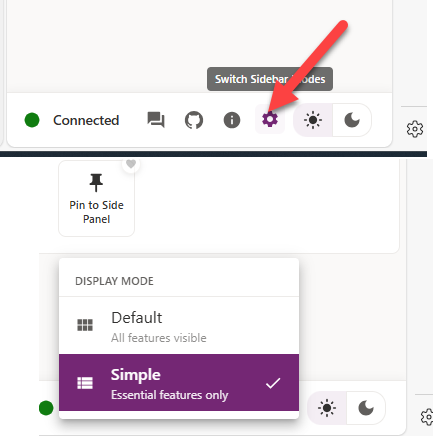 Switch Sidebar Modes
Connected
Pin to Side
Panel
DISPLAY MODE
Default
All features visible
Simple
Essential features only